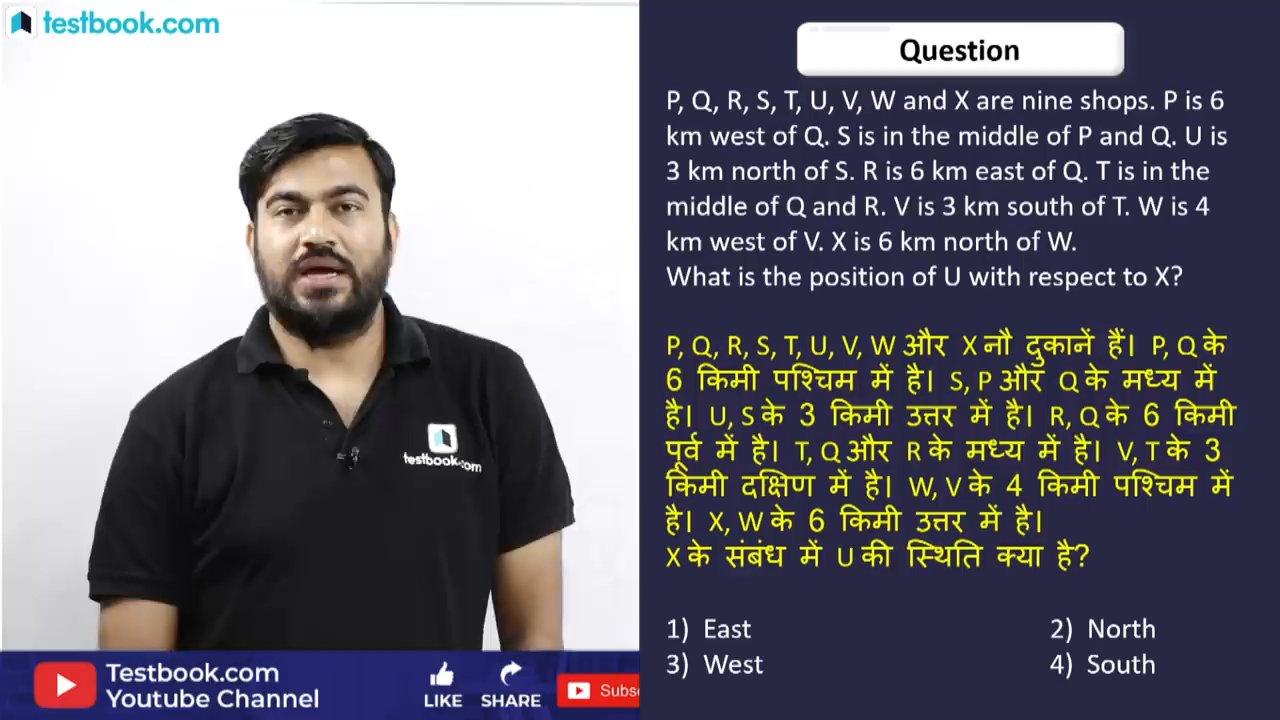 testbook.com
Question
P, Q, R, S, T, U, V, W and X are nine shops. P is 6
km west of Q. S is in the middle of P and Q. U is
3 km north of S. R is 6 km east of Q. T is in the
middle of Q and R. V is 3 km south of T. W is 4
km west of V. X is 6 km north of W.
What is the position of U with respect to X?
P, Q, R, S, T, U, V, W और X नौ दुकानें हैं। P, Q के
6 किमी पश्चिम में है। S, P और Q के मध्य में
है। U, S के 3 किमी उत्तर में है। R, Q के 6 किमी
पूर्व में है। T, Q और R के मध्य में है। V, T के 3
किमी दक्षिण में है। W, V के 4 किमी पश्चिम में
है। X, W के 6 किमी उत्तर में है।
X के संबंध में U की स्थिति क्या है?
1) East 2) North
3) West 4) South
testbook.com
Testbook.com
Youtube Channel
LIKE SHARE Subsc